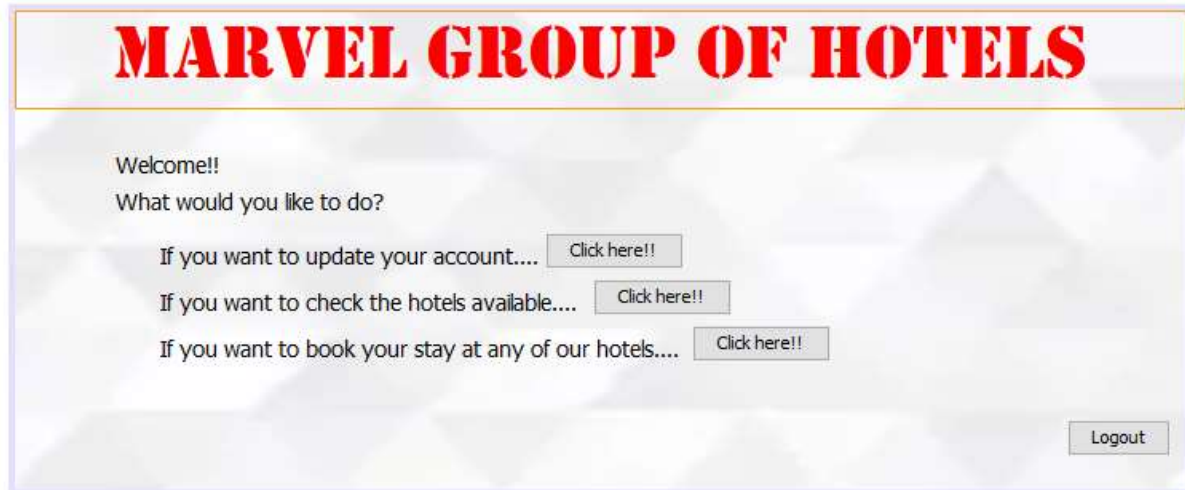 MARVEL GROUP OF HOTELS
Welcome!!
What would you like to do?
If you want to update your account.... Click here!!
If you want to check the hotels available.... Click here!!
If you want to book your stay at any of our hotels.... Click here!!
Logout